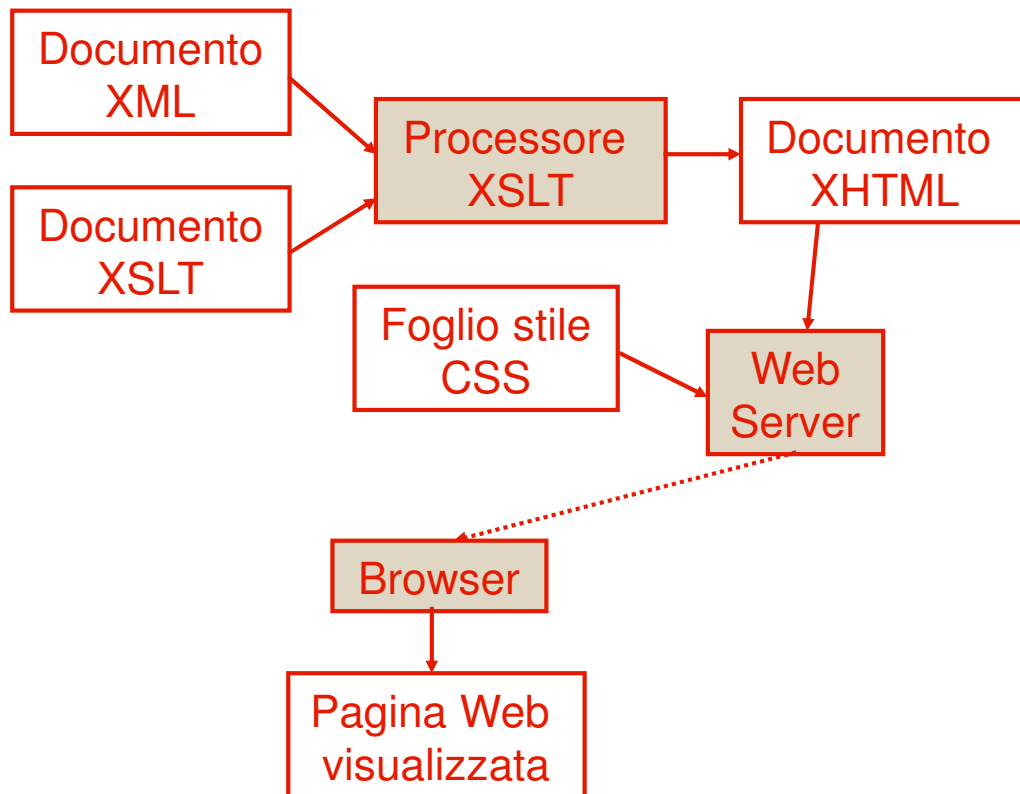 Documento
XML
Processore
XSLT
Documento
XHTML
Documento
XSLT
Foglio stile
CSS
Web
Server
Browser
Pagina Web
visualizzata